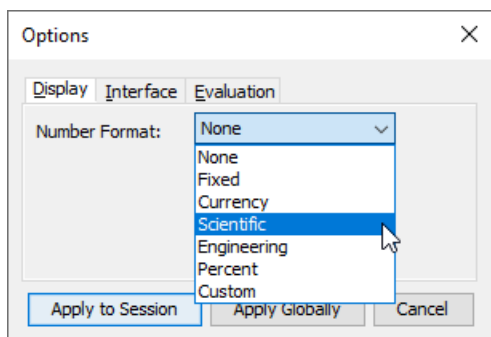 Options
Display Interface Evaluation
Number Format: None
None
Fixed
Currency
Scientific
Engineering
Percent
Custom
Apply to Session Apply Globally Cancel